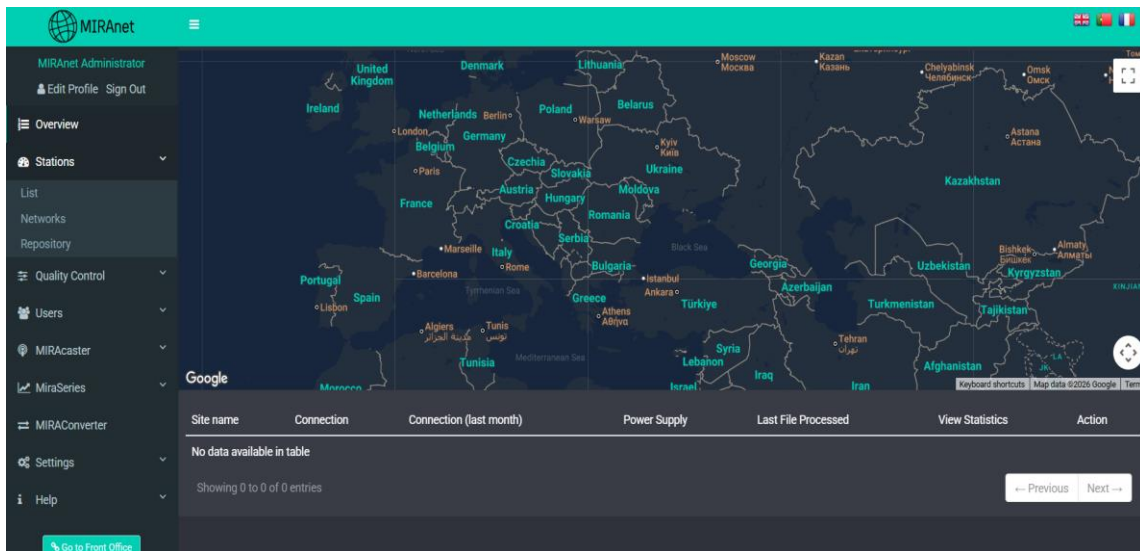 MIRAnet
MIRAnet Administrator
Edit Profile Sign Out
Overview
Stations
List
Networks
Repository
Quality Control
Users
MIRAcaster
MiraSeries
MIRAConverter
Settings
Help
Go to Front Office
United Kingdom
Denmark
Lithuania
Moscow
Москва
Kazan
Казань
Chelyabinsk
Челябинск
Omsk
Омск
Ireland
Netherlands
Berlin
Poland
Warsaw
Belarus
London
Belgium
Germany
Kyiv
Київ
Astana
Астана
Paris
Czechia
Slovakia
Ukraine
Austria
Hungary
Moldova
Kazakhstan
France
Croatia
Romania
Serbia
Marseille
Italy
Black Sea
Bishkek
Бишкек
Almaty
Алматы
Portugal
Barcelona
Rome
Bulgaria
Istanbul
Georgia
Uzbekistan
Kyrgyzstan
Lisbon
Spain
Tyrrhenian Sea
Greece
Ankara
Türkiye
Azerbaijan
Turkmenistan
Tajikistan
XINJIAN
Athens
Αθήνα
Algiers
مدينة الجزائر
Tunis
تونس
Tehran
تهران
Tunisia
Mediterranean Sea
Syria
Lebanon
Afghanistan
LA
JK
Google
Morocco
Israel
Iraq
Iran
Keyboard shortcuts Map data ©2026 Google Term
Site name Connection Connection (last month) Power Supply Last File Processed View Statistics Action
No data available in table
Showing 0 to 0 of 0 entries
← Previous Next →